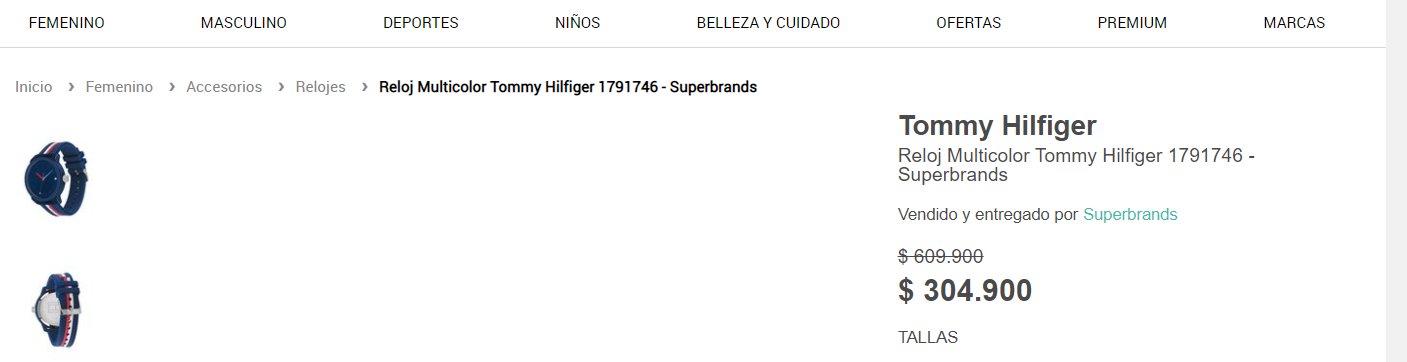 FEMENINO MASCULINO DEPORTES NIÑOS BELLEZA Y CUIDADO OFERTAS PREMIUM MARCAS
Inicio › Femenino › Accesorios › Relojes › Reloj Multicolor Tommy Hilfiger 1791746 - Superbrands
Tommy Hilfiger
Reloj Multicolor Tommy Hilfiger 1791746 -
Superbrands
Vendido y entregado por Superbrands
$ 609.900
$ 304.900
TALLAS